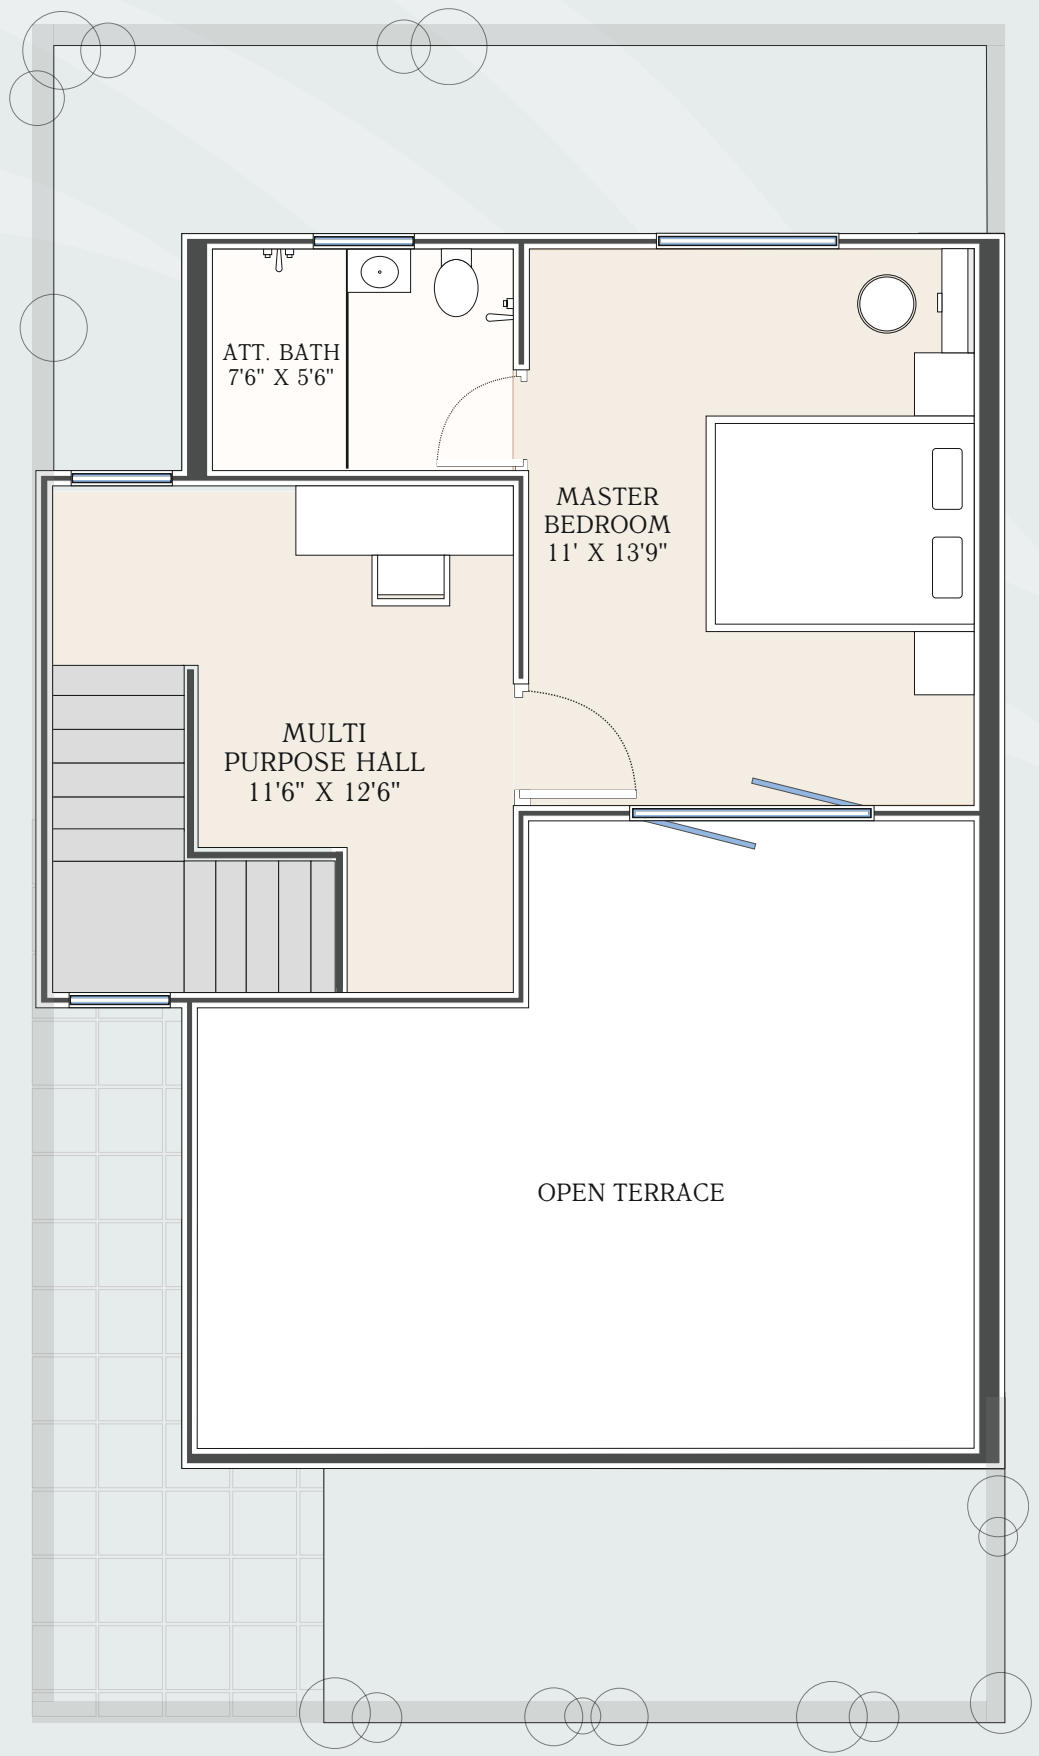 ATT. BATH
7'6" X 5'6"
MASTER
BEDROOM
11' X 13'9"
MULTI
PURPOSE HALL
11'6" X 12'6"
OPEN TERRACE